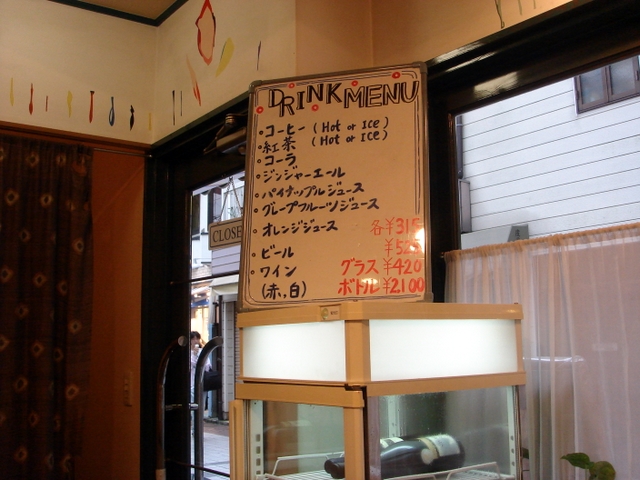 DRINK MENU
・コーヒー (Hot or ICE)
・紅茶 (Hot or ICE)
・コーラ
・ジンジャーエール
・パイナップルジュース
・グレープフルーツジュース
・オレンジジュース 各¥315
・ビール ¥525
・ワイン グラス¥420
(赤,白) ボトル¥2100
CLOSE